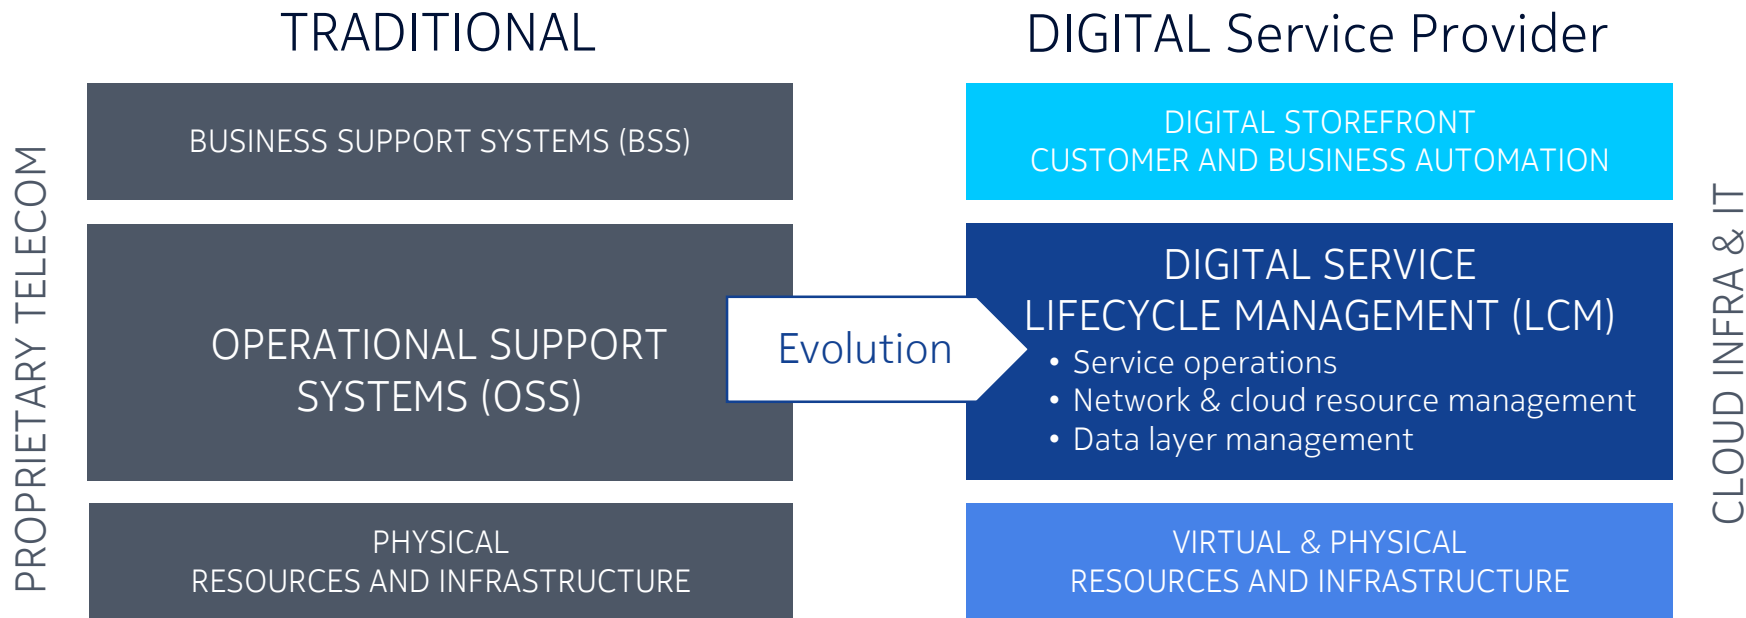 TRADITIONAL
PROPRIETARY TELECOM
BUSINESS SUPPORT SYSTEMS (BSS)
OPERATIONAL SUPPORT
SYSTEMS (OSS)
PHYSICAL
RESOURCES AND INFRASTRUCTURE
Evolution
DIGITAL Service Provider
DIGITAL STOREFRONT
CUSTOMER AND BUSINESS AUTOMATION
DIGITAL SERVICE
LIFECYCLE MANAGEMENT (LCM)
• Service operations
• Network & cloud resource management
• Data layer management
VIRTUAL & PHYSICAL
RESOURCES AND INFRASTRUCTURE
CLOUD INFRA & IT